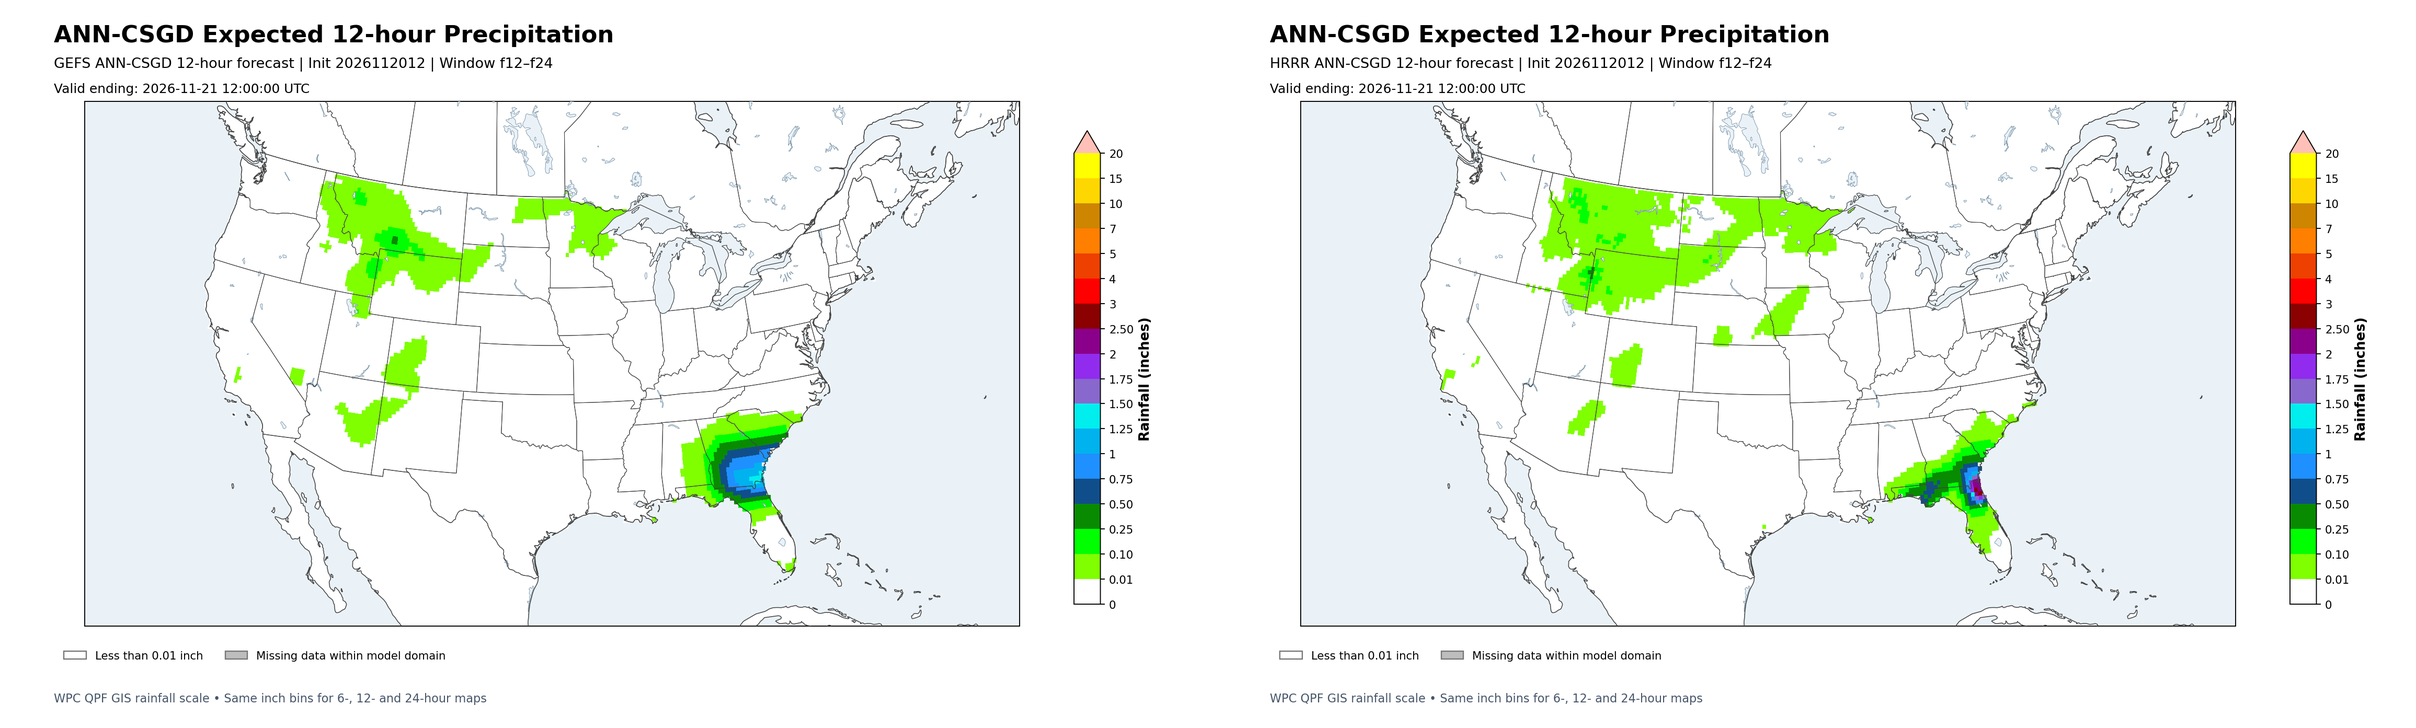 ANN-CSGD Expected 12-hour Precipitation
GEFS ANN-CSGD 12-hour forecast | Init 2026112012 | Window f12–f24
Valid ending: 2026-11-21 12:00:00 UTC
20
15
10
7
5
4
3
2.50
2
1.75
1.50
1.25
1
0.75
0.50
0.25
0.10
0.01
0
Rainfall (inches)
Less than 0.01 inch
Missing data within model domain
WPC QPF GIS rainfall scale • Same inch bins for 6-, 12- and 24-hour maps
ANN-CSGD Expected 12-hour Precipitation
HRRR ANN-CSGD 12-hour forecast | Init 2026112012 | Window f12–f24
Valid ending: 2026-11-21 12:00:00 UTC
20
15
10
7
5
4
3
2.50
2
1.75
1.50
1.25
1
0.75
0.50
0.25
0.10
0.01
0
Rainfall (inches)
Less than 0.01 inch
Missing data within model domain
WPC QPF GIS rainfall scale • Same inch bins for 6-, 12- and 24-hour maps